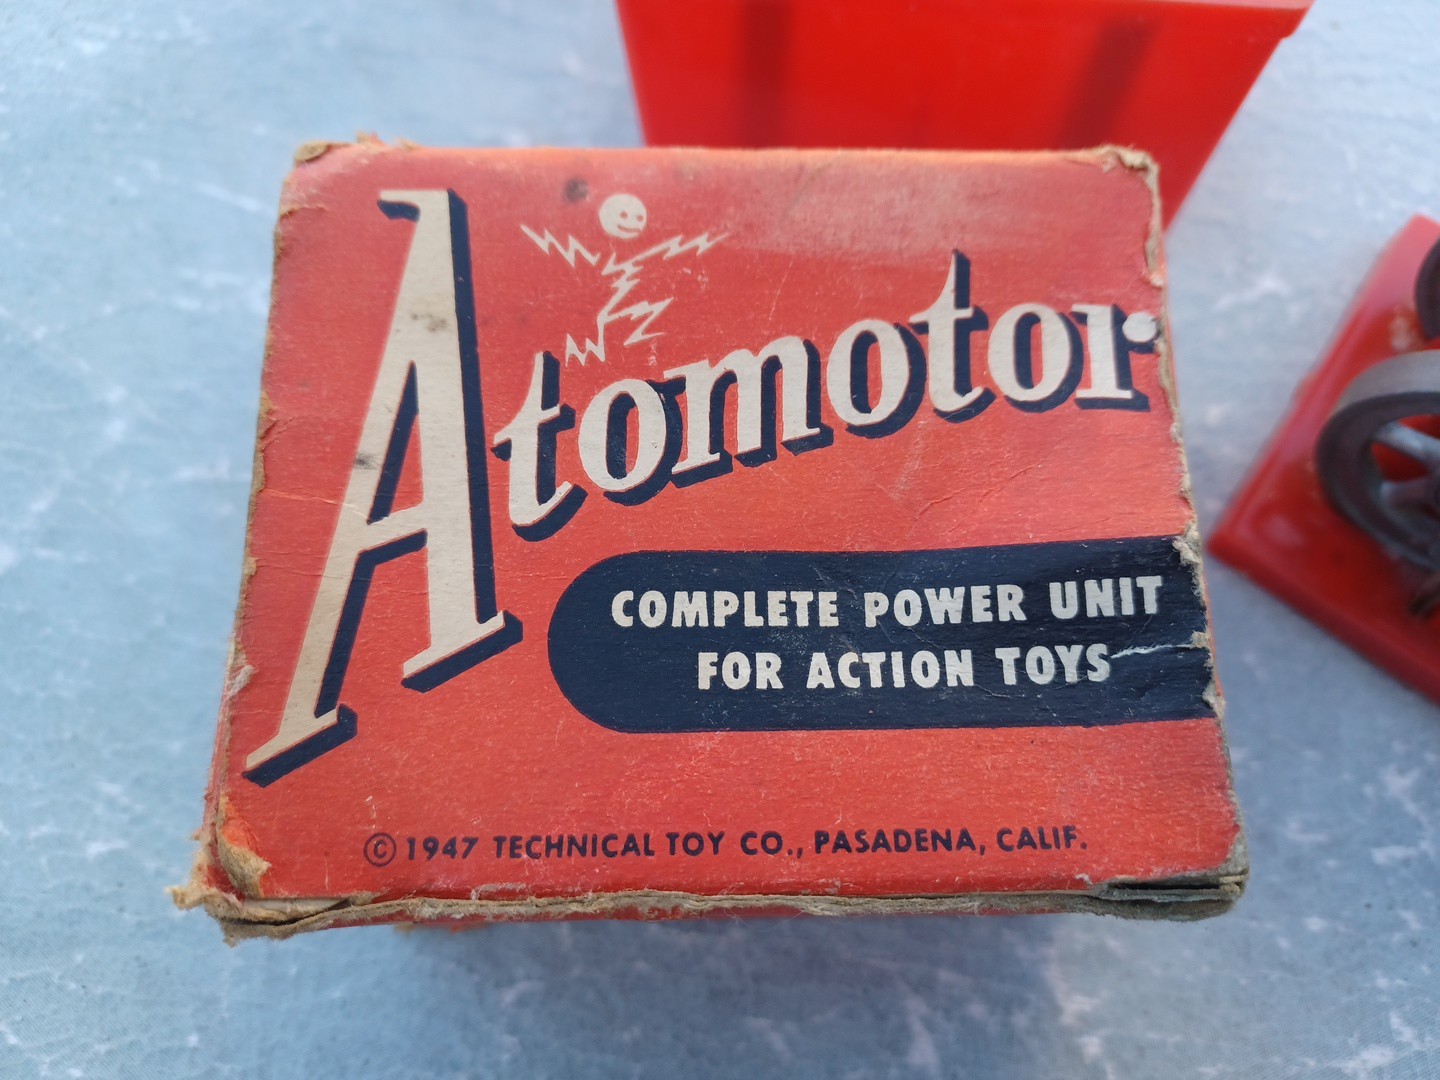 Atomotor
COMPLETE POWER UNIT
FOR ACTION TOYS
© 1947 TECHNICAL TOY CO., PASADENA, CALIF.